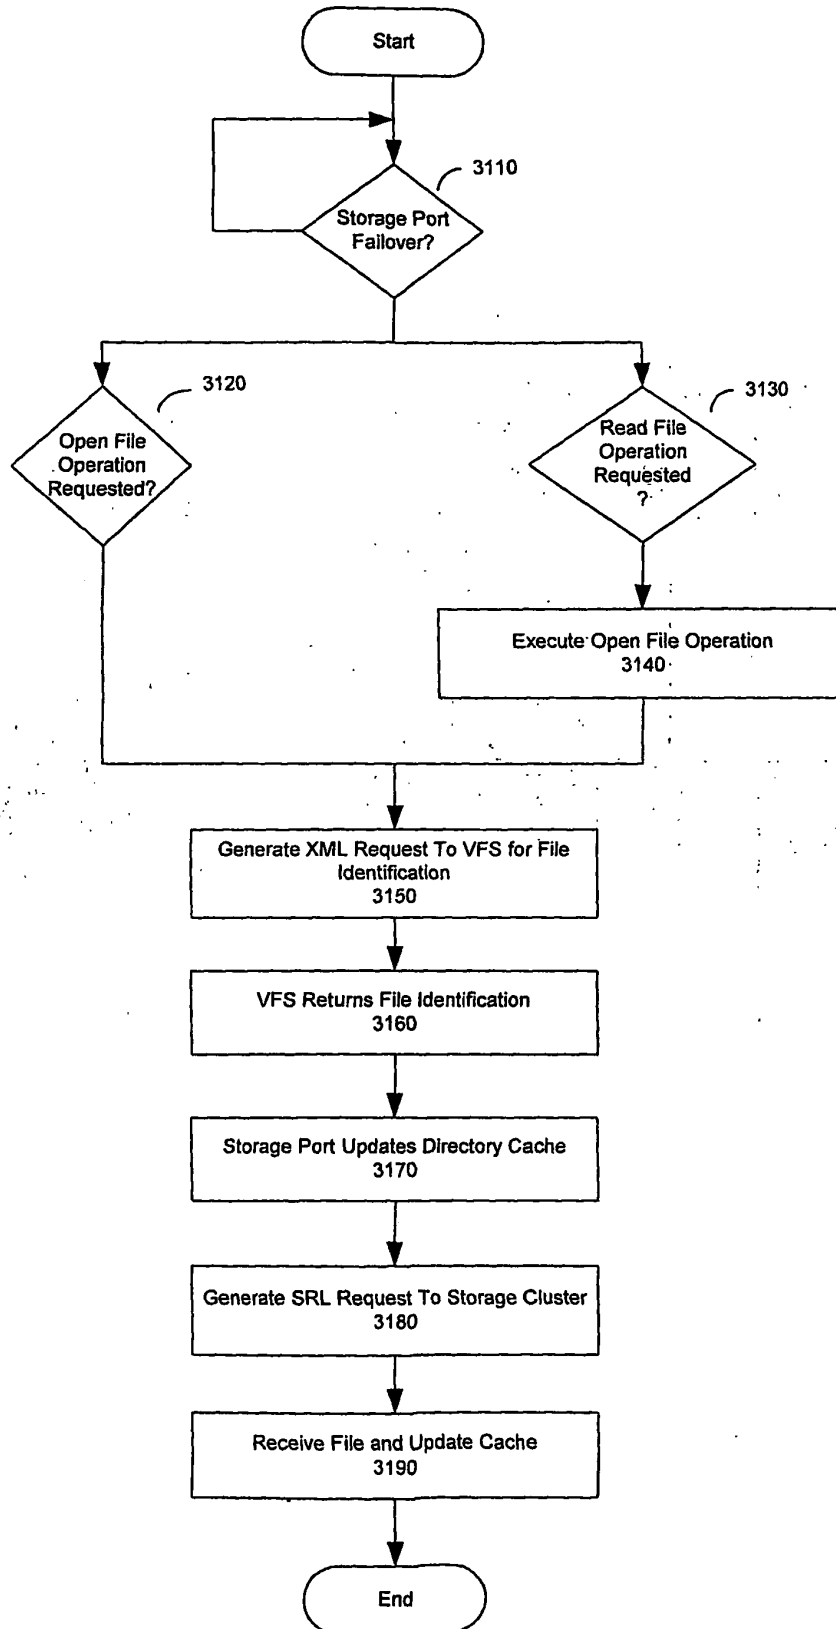 Start
3110
Storage Port
Failover?
3120
Open File
Operation
Requested?
3130
Read File
Operation
Requested
?
Execute Open File Operation
3140
Generate XML Request To VFS for File
Identification
3150
VFS Returns File Identification
3160
Storage Port Updates Directory Cache
3170
Generate SRL Request To Storage Cluster
3180
Receive File and Update Cache
3190
End